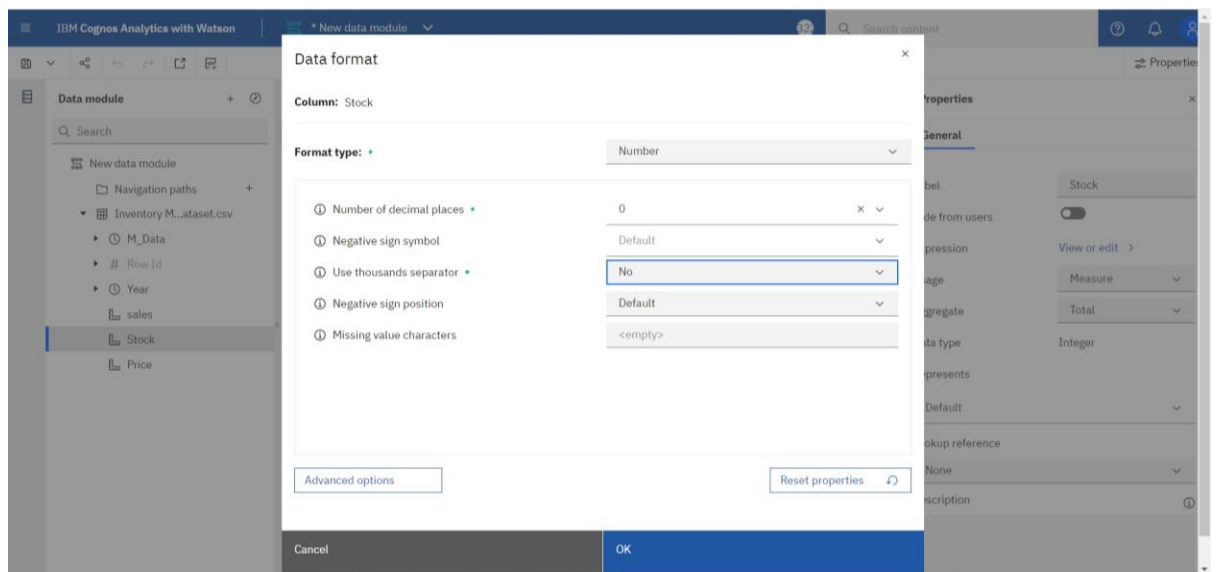 IBM Cognos Analytics with Watson
* New data module
Search content
Properties
Data module
Search
New data module
Navigation paths
Inventory M...ataset.csv
M_Data
# Row Id
Year
sales
Stock
Price
Data format
Column: Stock
Format type: Number
Number of decimal places 0
Negative sign symbol Default
Use thousands separator No
Negative sign position Default
Missing value characters <empty>
Advanced options
Reset properties
Cancel
OK
roperties
General
bel Stock
de from users
pression View or edit
sage Measure
ggregate Total
ta type Integer
presents
Default
okup reference
None
scription